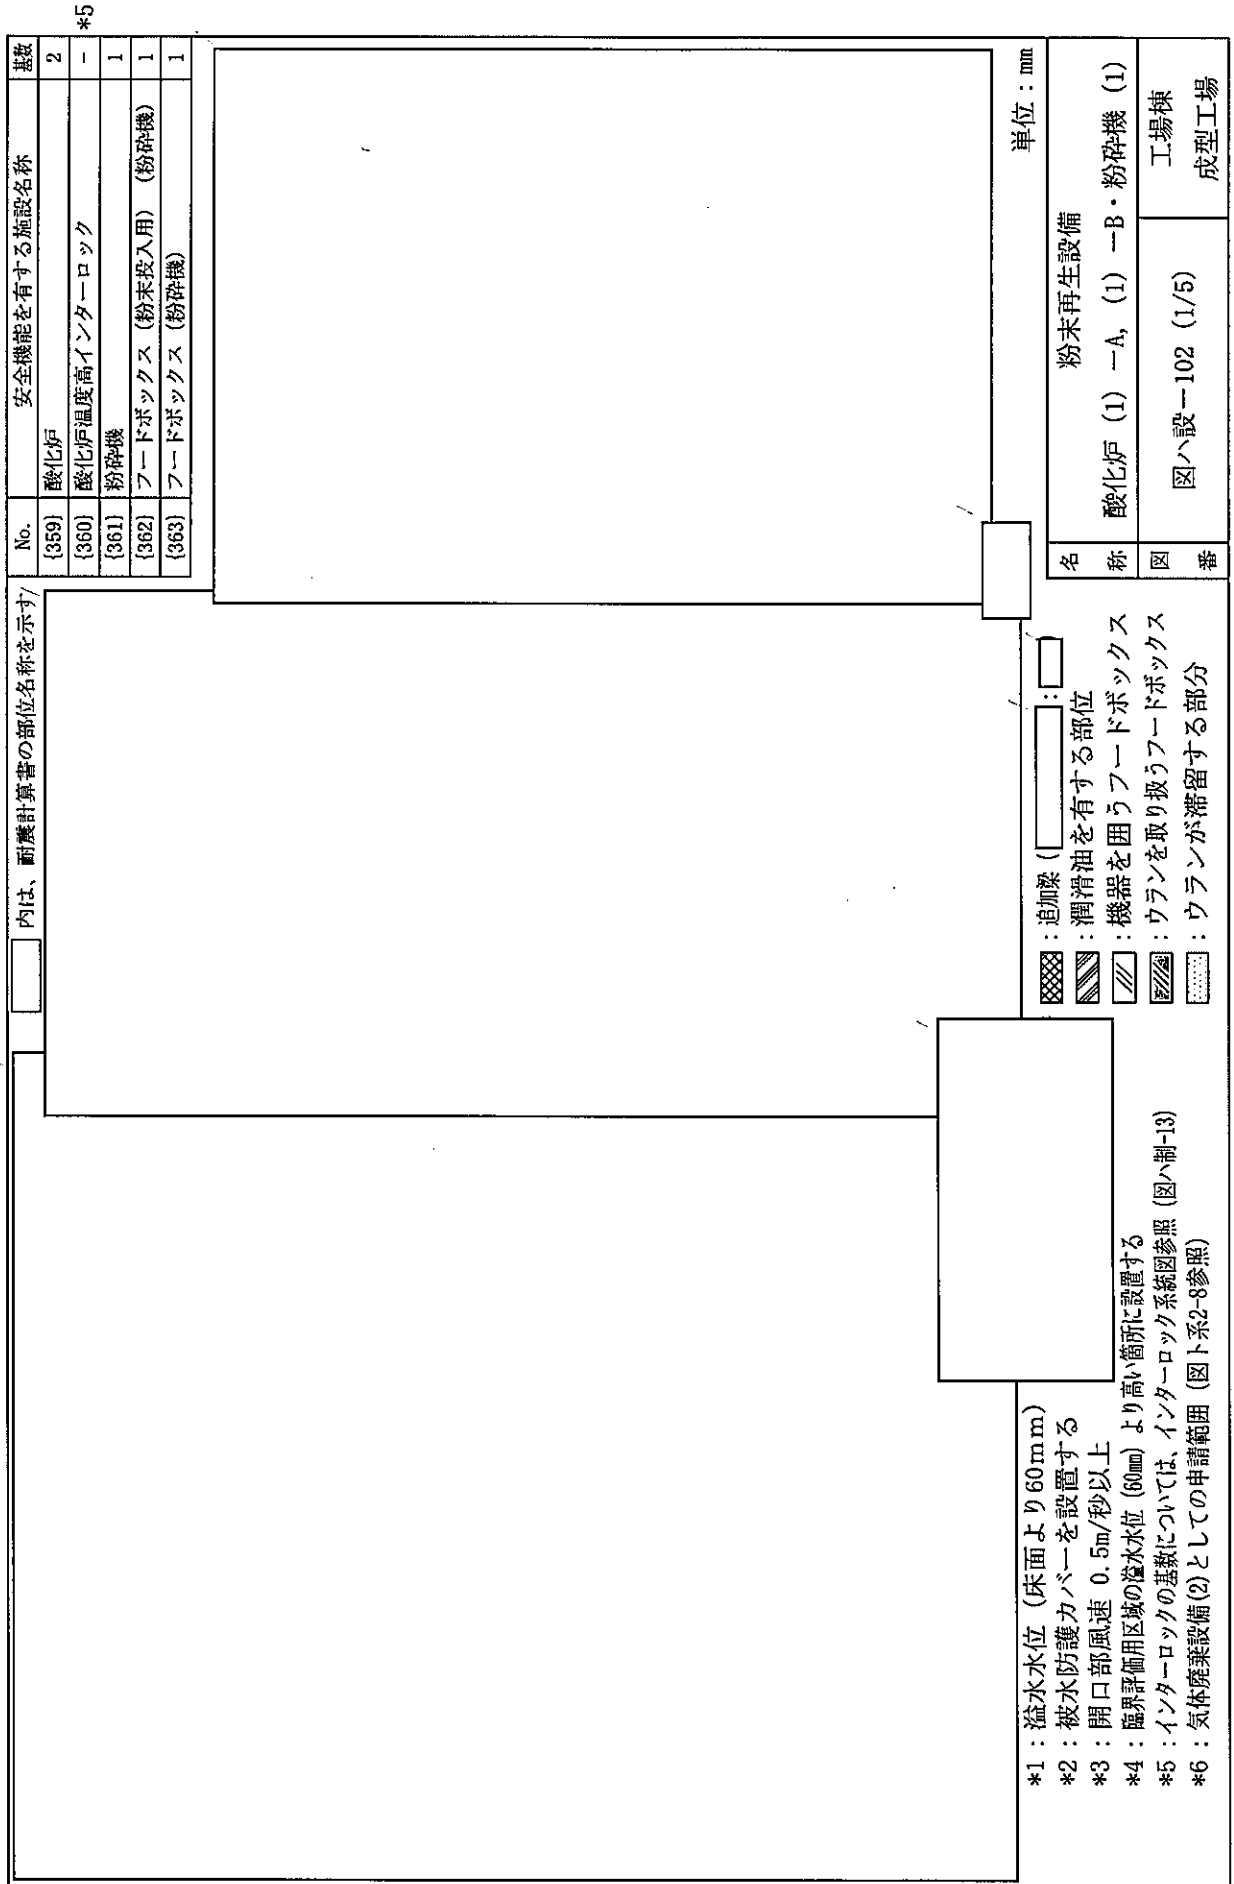 内は、耐震計算書の部位名称を示す
No. 安全機能を有する施設名称 基数
{359} 酸化炉 2
{360} 酸化炉温度高インターロック － *5
{361} 粉砕機 1
{362} フードボックス（粉末投入用）（粉砕機） 1
{363} フードボックス（粉砕機） 1
単位：mm
*1：溢水水位（床面より60mm）
*2：被水防護カバーを設置する
*3：開口部風速 0.5m/秒以上
*4：臨界評価用区域の溢水水位（60mm）より高い箇所に設置する
*5：インターロックの基数については、インターロック系統図参照（図ハ制-13）
*6：気体廃棄設備(2)としての申請範囲（図ト系2-8参照）
：追加梁（ ：
：潤滑油を有する部位
：機器を囲うフードボックス
：ウランを取り扱うフードボックス
：ウランが滞留する部分
名称 粉末再生設備
酸化炉（1）－A，（1）－B・粉砕機（1）
図番 図ハ設－102（1/5） 工場棟
成型工場